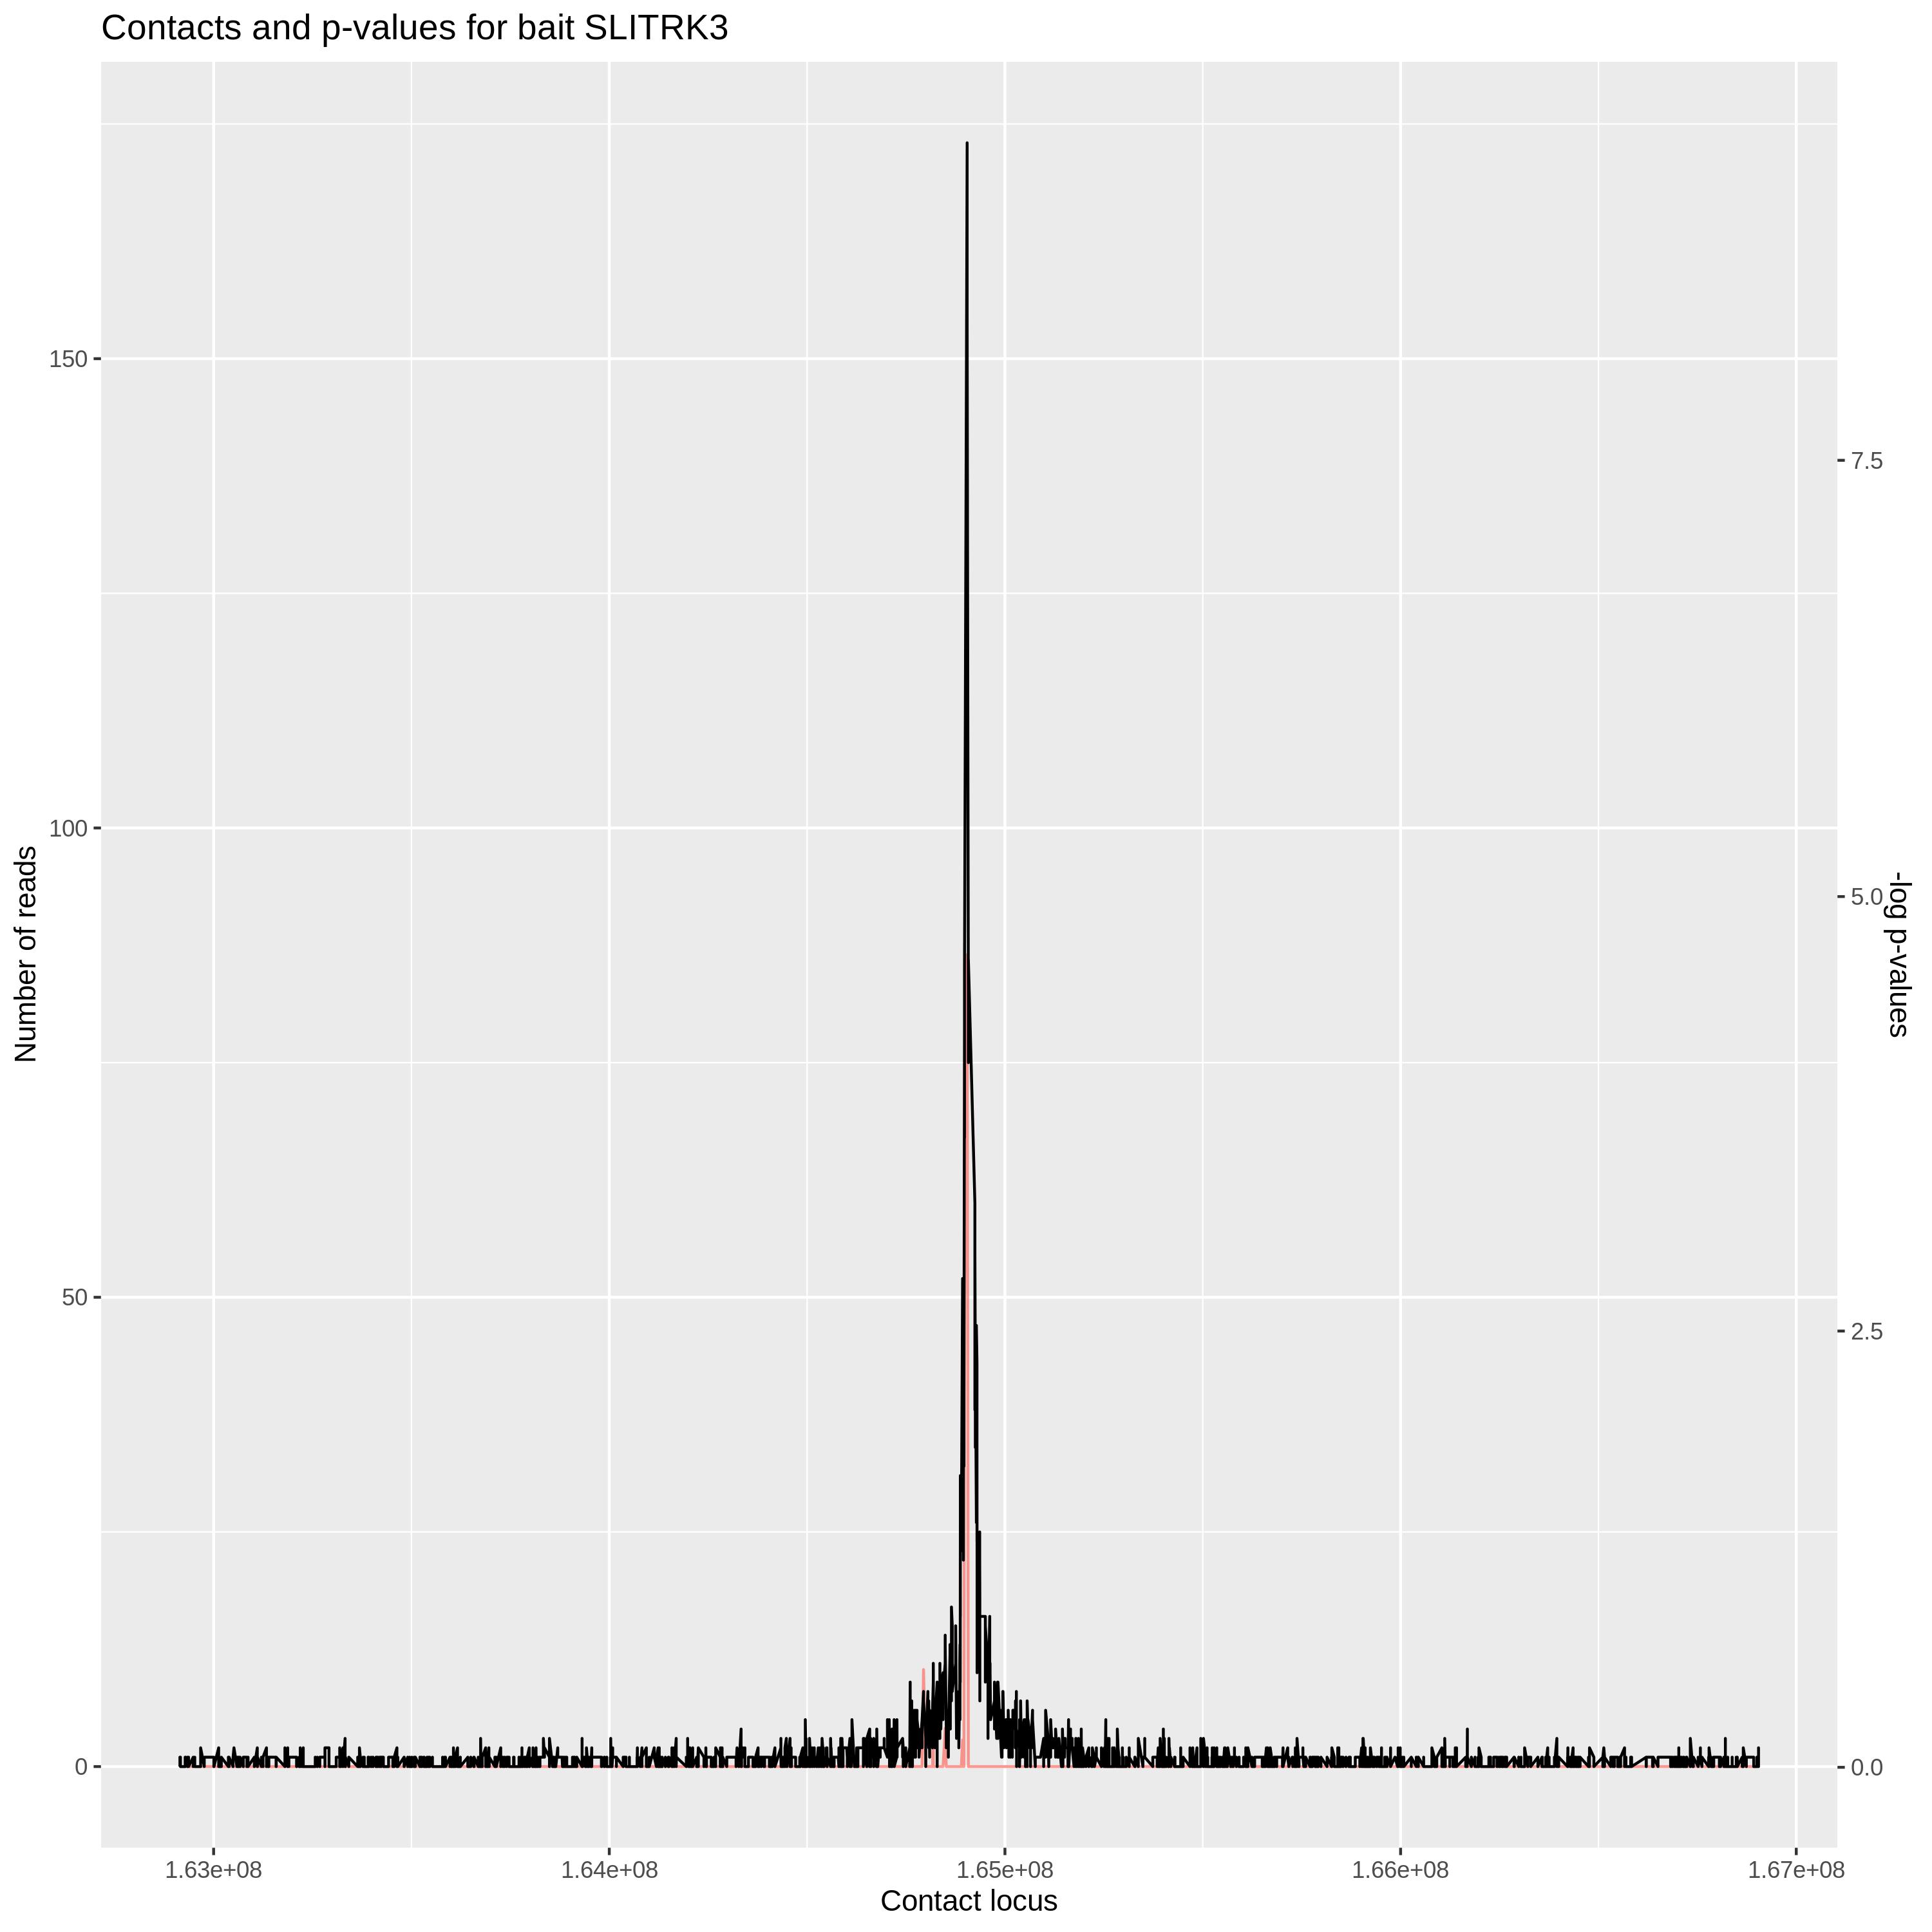 Contacts and p-values for bait SLITRK3
Number of reads
150
100
50
0
7.5
5.0
2.5
0.0
-log p-values
1.63e+08
1.64e+08
1.65e+08
1.66e+08
1.67e+08
Contact locus